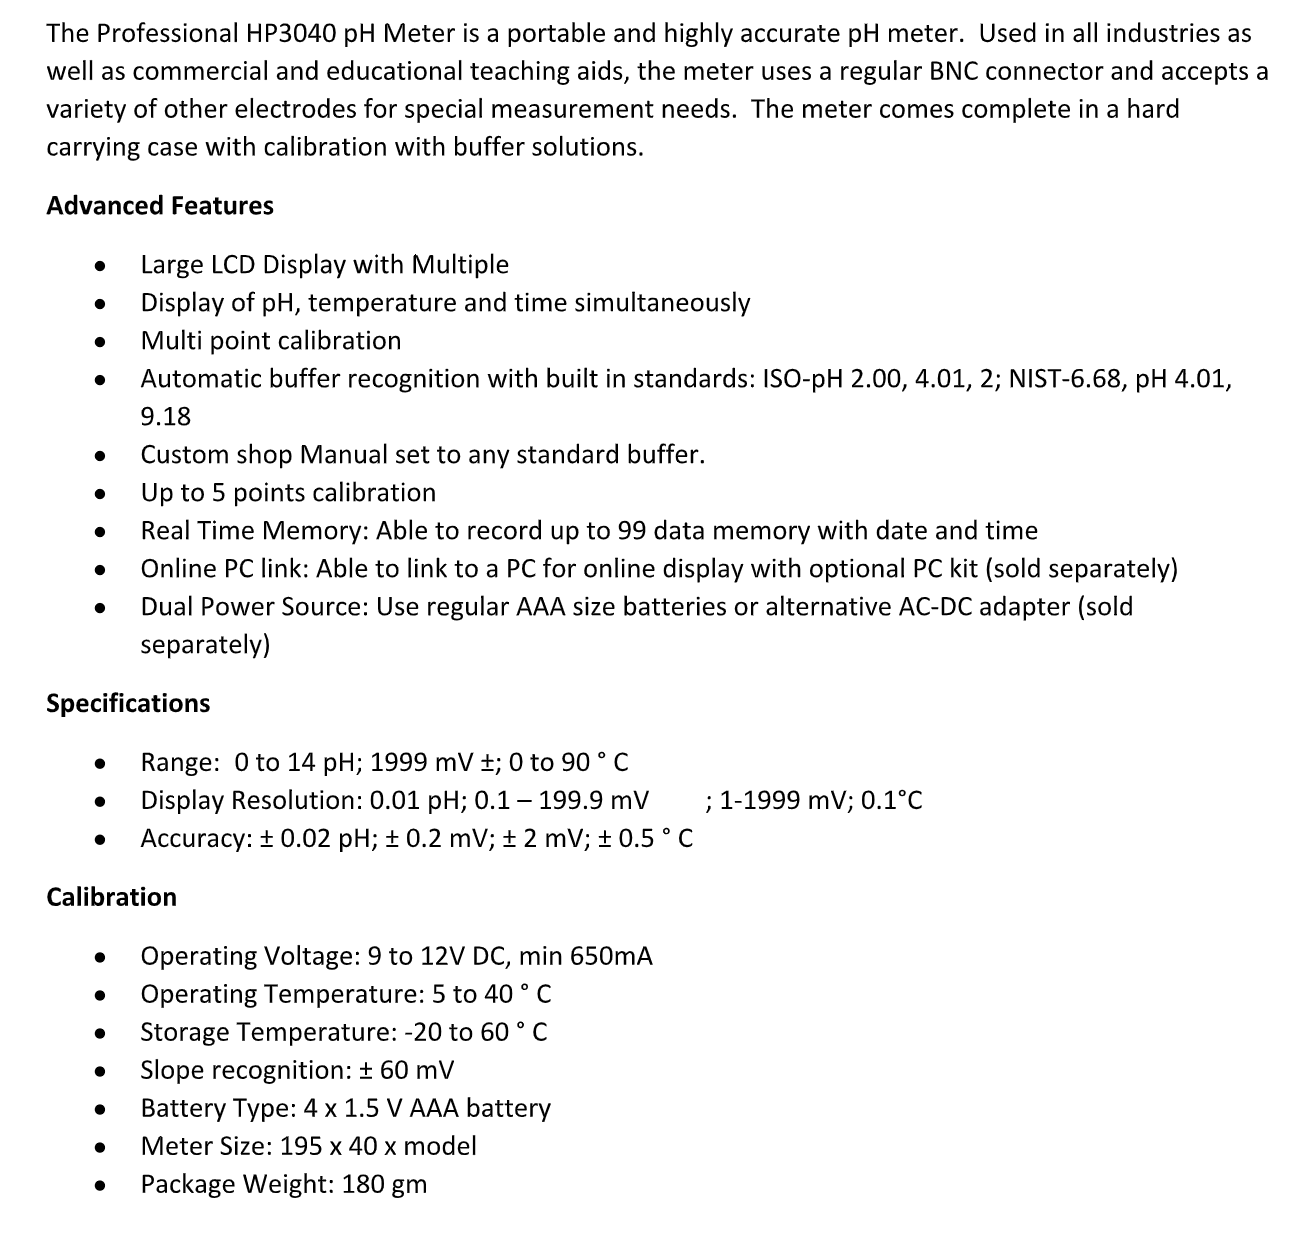 The Professional HP3040 pH Meter is a portable and highly accurate pH meter.  Used in all industries as
well as commercial and educational teaching aids, the meter uses a regular BNC connector and accepts a
variety of other electrodes for special measurement needs.  The meter comes complete in a hard
carrying case with calibration with buffer solutions.
Advanced Features
• Large LCD Display with Multiple
• Display of pH, temperature and time simultaneously
• Multi point calibration
• Automatic buffer recognition with built in standards: ISO-pH 2.00, 4.01, 2; NIST-6.68, pH 4.01,
9.18
• Custom shop Manual set to any standard buffer.
• Up to 5 points calibration
• Real Time Memory: Able to record up to 99 data memory with date and time
• Online PC link: Able to link to a PC for online display with optional PC kit (sold separately)
• Dual Power Source: Use regular AAA size batteries or alternative AC-DC adapter (sold
separately)
Specifications
• Range:  0 to 14 pH; 1999 mV ±; 0 to 90 ° C
• Display Resolution: 0.01 pH; 0.1 – 199.9 mV ; 1-1999 mV; 0.1°C
• Accuracy: ± 0.02 pH; ± 0.2 mV; ± 2 mV; ± 0.5 ° C
Calibration
• Operating Voltage: 9 to 12V DC, min 650mA
• Operating Temperature: 5 to 40 ° C
• Storage Temperature: -20 to 60 ° C
• Slope recognition: ± 60 mV
• Battery Type: 4 x 1.5 V AAA battery
• Meter Size: 195 x 40 x model
• Package Weight: 180 gm